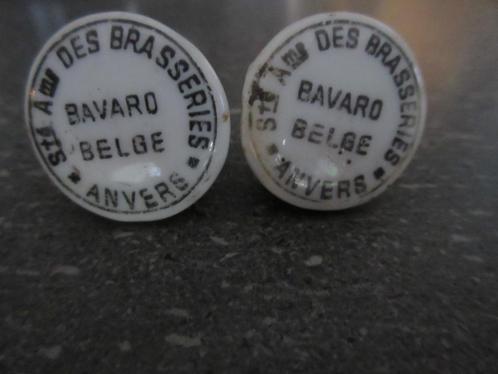 Sté Ame DES BRASSERIES
BAVARO
BELGE
* ANVERS *
Sté Ame DES BRASSERIES
BAVARO
BELGE
* ANVERS *